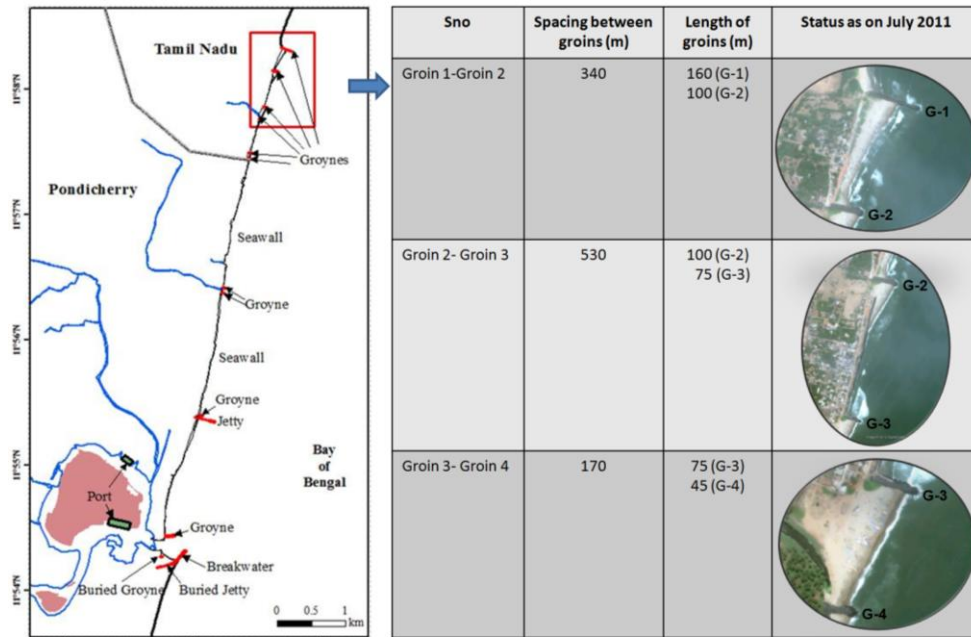 Tamil Nadu
11°58'N
Groynes
Pondicherry
11°57'N
Seawall
Groyne
11°56'N
Seawall
Groyne
Jetty
Bay
of
Bengal
11°55'N
Port
Groyne
Breakwater
Buried Groyne
Buried Jetty
11°54'N
0 0.5 1
km
Sno
Spacing between
groins (m)
Length of
groins (m)
Status as on July 2011
Groin 1-Groin 2
340
160 (G-1)
100 (G-2)
G-1
G-2
Groin 2- Groin 3
530
100 (G-2)
75 (G-3)
G-2
G-3
Groin 3- Groin 4
170
75 (G-3)
45 (G-4)
G-3
G-4